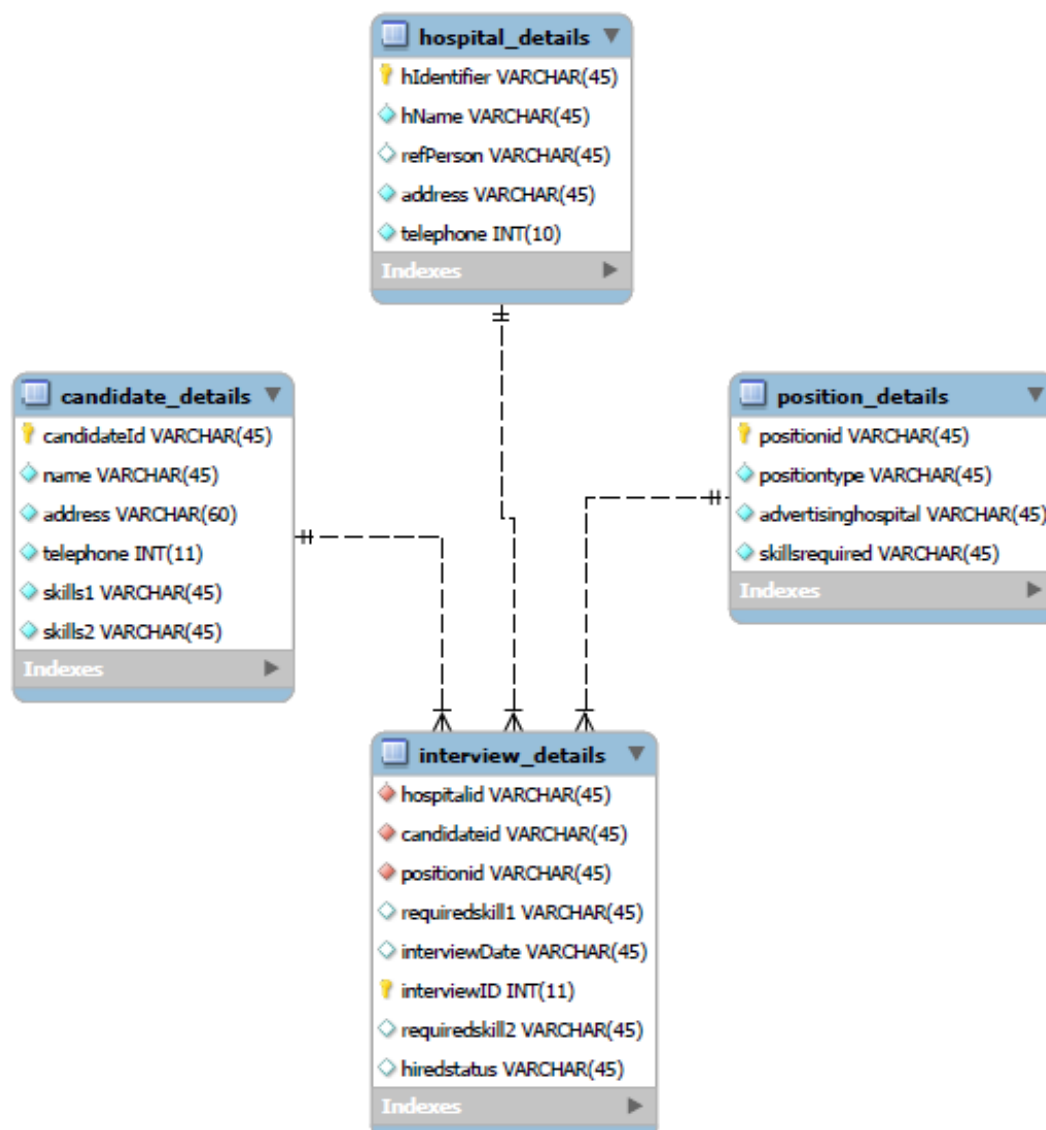 hospital_details
hIdentifier VARCHAR(45)
hName VARCHAR(45)
refPerson VARCHAR(45)
address VARCHAR(45)
telephone INT(10)
Indexes
candidate_details
candidateId VARCHAR(45)
name VARCHAR(45)
address VARCHAR(60)
telephone INT(11)
skills1 VARCHAR(45)
skills2 VARCHAR(45)
Indexes
position_details
positionid VARCHAR(45)
positiontype VARCHAR(45)
advertisinghospital VARCHAR(45)
skillsrequired VARCHAR(45)
Indexes
interview_details
hospitalid VARCHAR(45)
candidateid VARCHAR(45)
positionid VARCHAR(45)
requiredskill1 VARCHAR(45)
interviewDate VARCHAR(45)
interviewID INT(11)
requiredskill2 VARCHAR(45)
hiredstatus VARCHAR(45)
Indexes